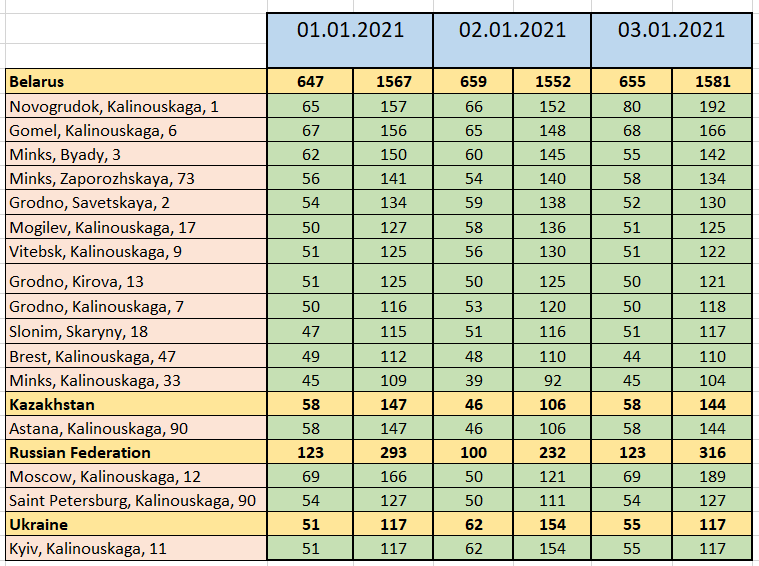 01.01.2021 02.01.2021 03.01.2021
Belarus 647 1567 659 1552 655 1581
Novogrudok, Kalinouskaga, 1 65 157 66 152 80 192
Gomel, Kalinouskaga, 6 67 156 65 148 68 166
Minks, Byady, 3 62 150 60 145 55 142
Minks, Zaporozhskaya, 73 56 141 54 140 58 134
Grodno, Savetskaya, 2 54 134 59 138 52 130
Mogilev, Kalinouskaga, 17 50 127 58 136 51 125
Vitebsk, Kalinouskaga, 9 51 125 56 130 51 122
Grodno, Kirova, 13 51 125 50 125 50 121
Grodno, Kalinouskaga, 7 50 116 53 120 50 118
Slonim, Skaryny, 18 47 115 51 116 51 117
Brest, Kalinouskaga, 47 49 112 48 110 44 110
Minks, Kalinouskaga, 33 45 109 39 92 45 104
Kazakhstan 58 147 46 106 58 144
Astana, Kalinouskaga, 90 58 147 46 106 58 144
Russian Federation 123 293 100 232 123 316
Moscow, Kalinouskaga, 12 69 166 50 121 69 189
Saint Petersburg, Kalinouskaga, 90 54 127 50 111 54 127
Ukraine 51 117 62 154 55 117
Kyiv, Kalinouskaga, 11 51 117 62 154 55 117